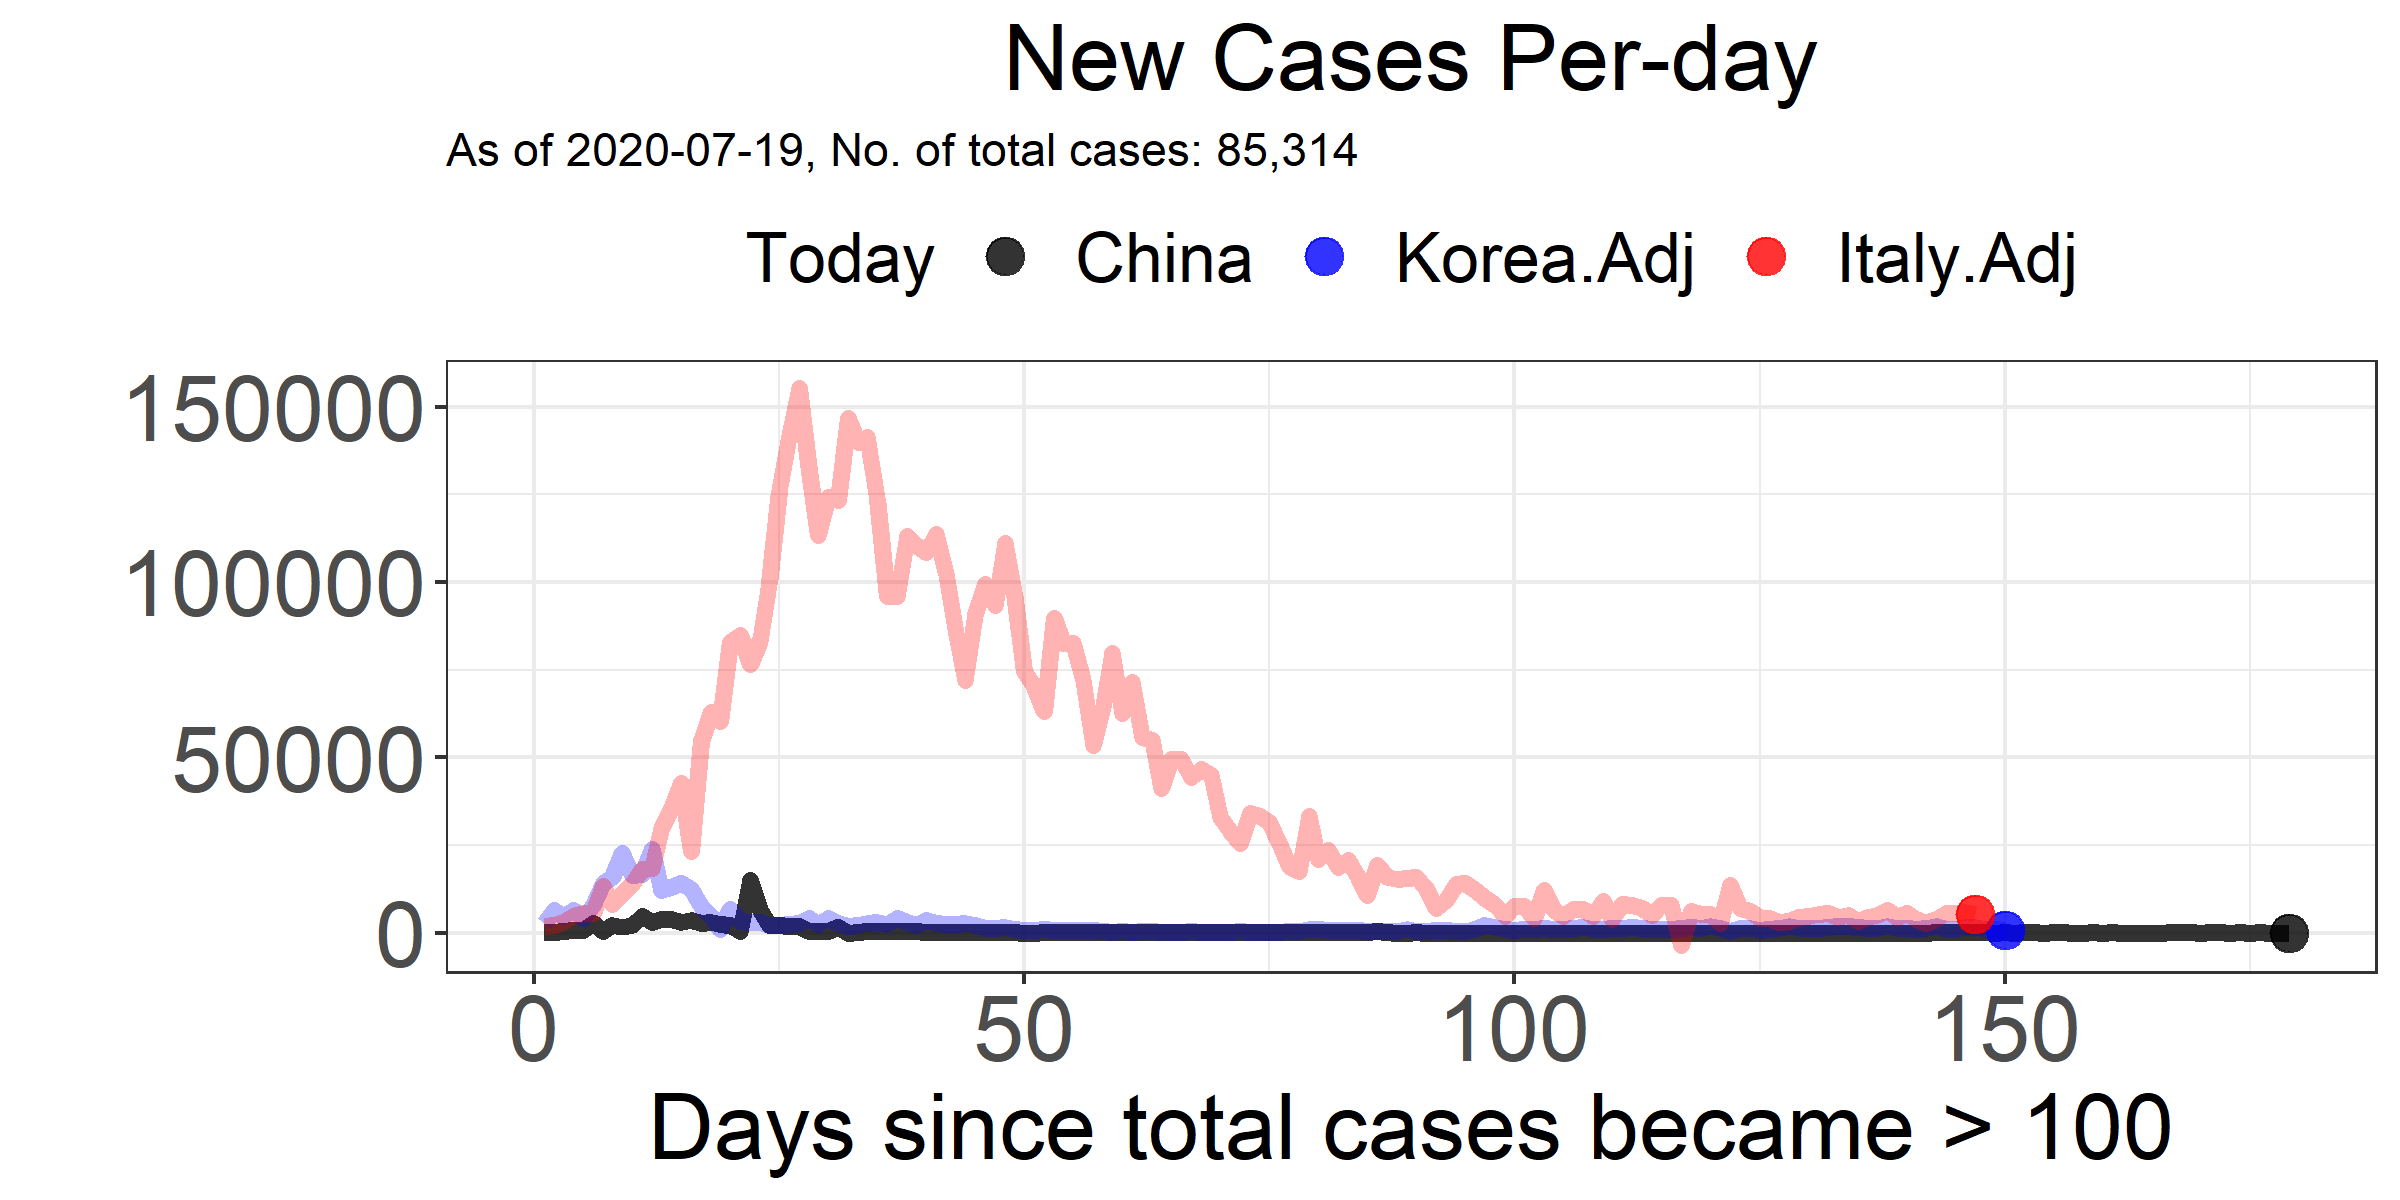 New Cases Per-day
As of 2020-07-19, No. of total cases: 85,314
Today China Korea.Adj Italy.Adj
150000
100000
50000
0
0 50 100 150
Days since total cases became > 100